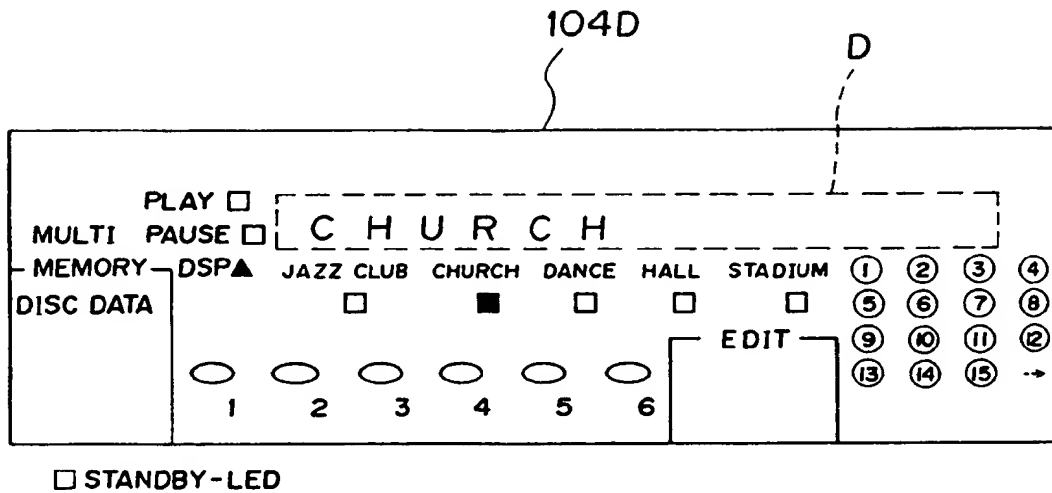 104D
D
PLAY
CHURCH
MULTI PAUSE
MEMORY DSP▲ JAZZ CLUB CHURCH DANCE HALL STADIUM ① ② ③ ④
DISC DATA ⑤ ⑥ ⑦ ⑧
EDIT ⑨ ⑩ ⑪ ⑫
⑬ ⑭ ⑮ →
1 2 3 4 5 6
STANDBY-LED